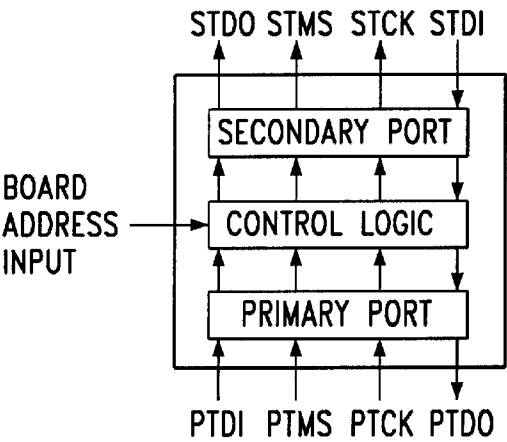 STDO STMS STCK STDI
SECONDARY PORT
BOARD
ADDRESS
INPUT
CONTROL LOGIC
PRIMARY PORT
PTDI PTMS PTCK PTDO